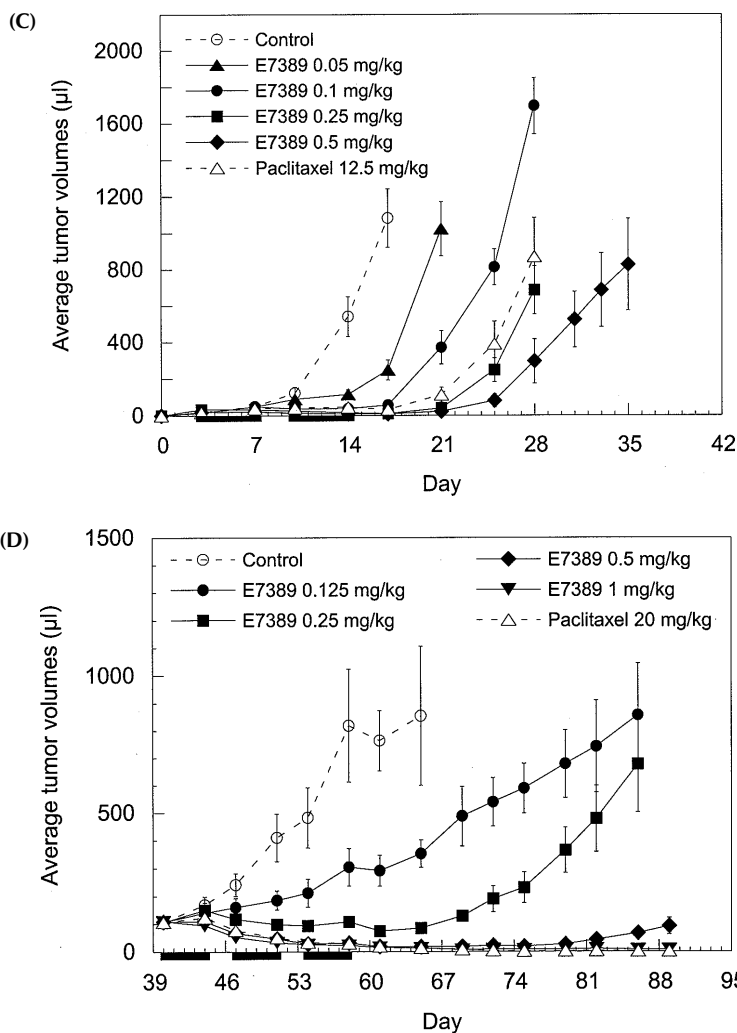 (C)
Average tumor volumes (µl)
2000
1600
1200
800
400
0
Control
E7389 0.05 mg/kg
E7389 0.1 mg/kg
E7389 0.25 mg/kg
E7389 0.5 mg/kg
Paclitaxel 12.5 mg/kg
0 7 14 21 28 35 42
Day
(D)
Average tumor volumes (µl)
1500
1000
500
0
Control
E7389 0.125 mg/kg
E7389 0.25 mg/kg
E7389 0.5 mg/kg
E7389 1 mg/kg
Paclitaxel 20 mg/kg
39 46 53 60 67 74 81 88 95
Day